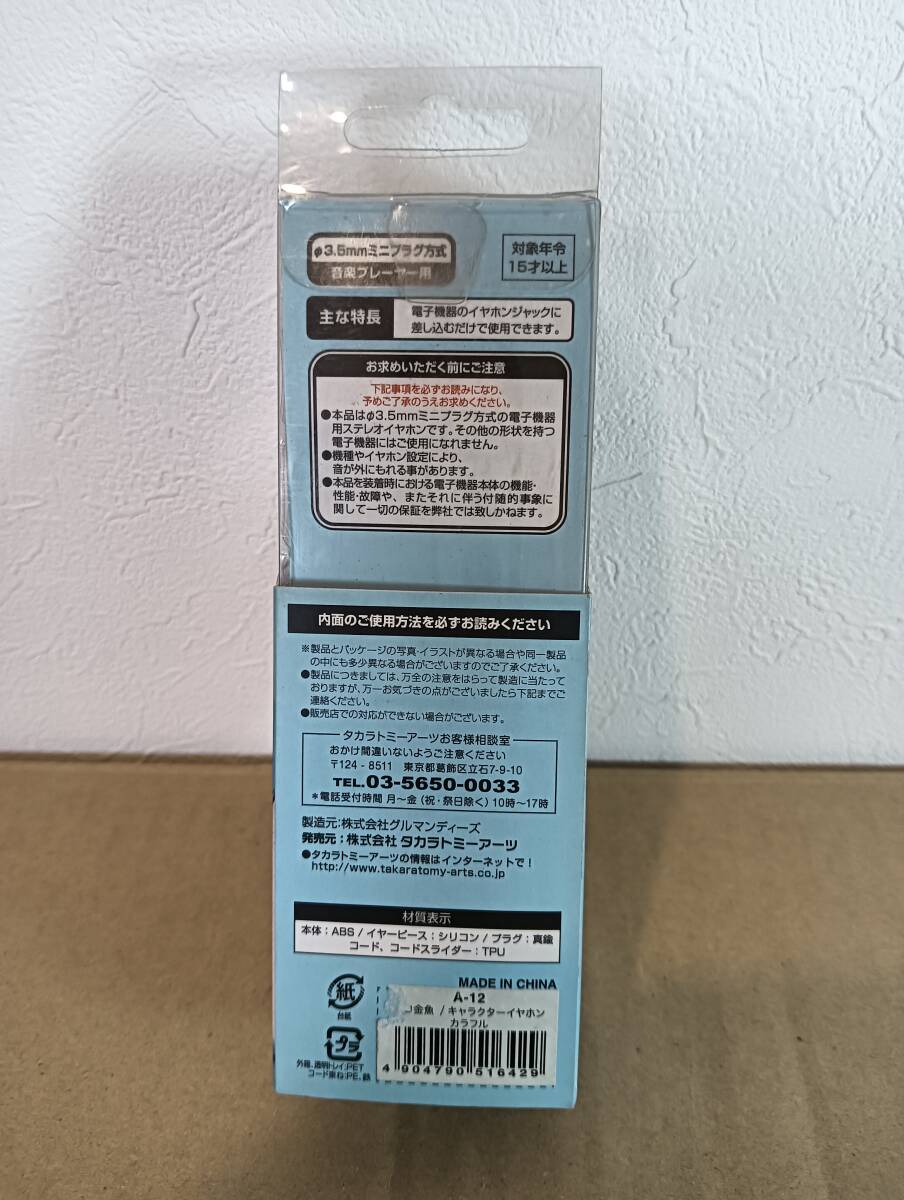 φ3.5mmミニプラグ方式
音楽プレーヤー用
対象年令
15才以上
主な特長
電子機器のイヤホンジャックに
差し込むだけで使用できます。
お求めいただく前にご注意
下記事項を必ずお読みになり、
予めご了承のうえお求めください。
●本品はφ3.5mmミニプラグ方式の電子機器
用ステレオイヤホンです。その他の形状を持つ
電子機器にはご使用になれません。
●機種やイヤホン設定により、
音が外にもれる事があります。
●本品を装着時における電子機器本体の機能・
性能・故障や、またそれに伴う付随的事象に
関して一切の保証を弊社では致しかねます。
内面のご使用方法を必ずお読みください
※製品とパッケージの写真・イラストが異なる場合や同一製品
の中にも多少異なる場合がございますのでご了承ください。
●製品につきましては、万全の注意をはらって製造に当たって
おりますが、万一お気づきの点がございましたら下記までご
連絡ください。
●販売店での対応ができない場合がございます。
タカラトミーアーツお客様相談室
おかけ間違いないようご注意ください
〒124-8511 東京都葛飾区立石7-9-10
TEL.03-5650-0033
*電話受付時間 月〜金(祝・祭日除く)10時〜17時
製造元:株式会社グルマンディーズ
発売元:株式会社 タカラトミーアーツ
●タカラトミーアーツの情報はインターネットで!
http://www.takaratomy-arts.co.jp
材質表示
本体:ABS / イヤーピース:シリコン / プラグ:真鍮
コード、コードスライダー:TPU
MADE IN CHINA
紙
台紙
プラ
外箱、透明トレイ:PET
コード束ね:PE、鉄
A-12
金魚 / キャラクターイヤホン
カラフル
4 904790 516429